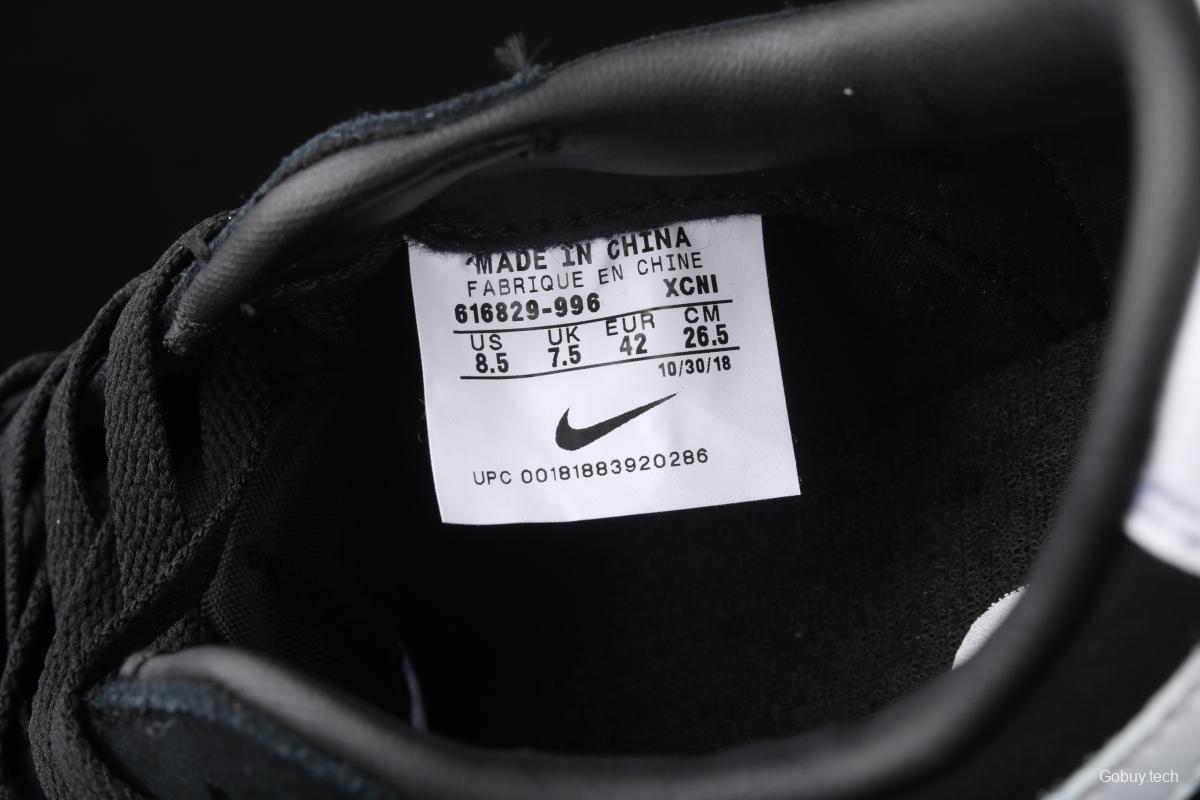 MADE IN CHINA
FABRIQUE EN CHINE
616829-996 XCNI
US UK EUR CM
8.5 7.5 42 26.5
10/30/18
UPC 00181883920286
Gobuy.tech